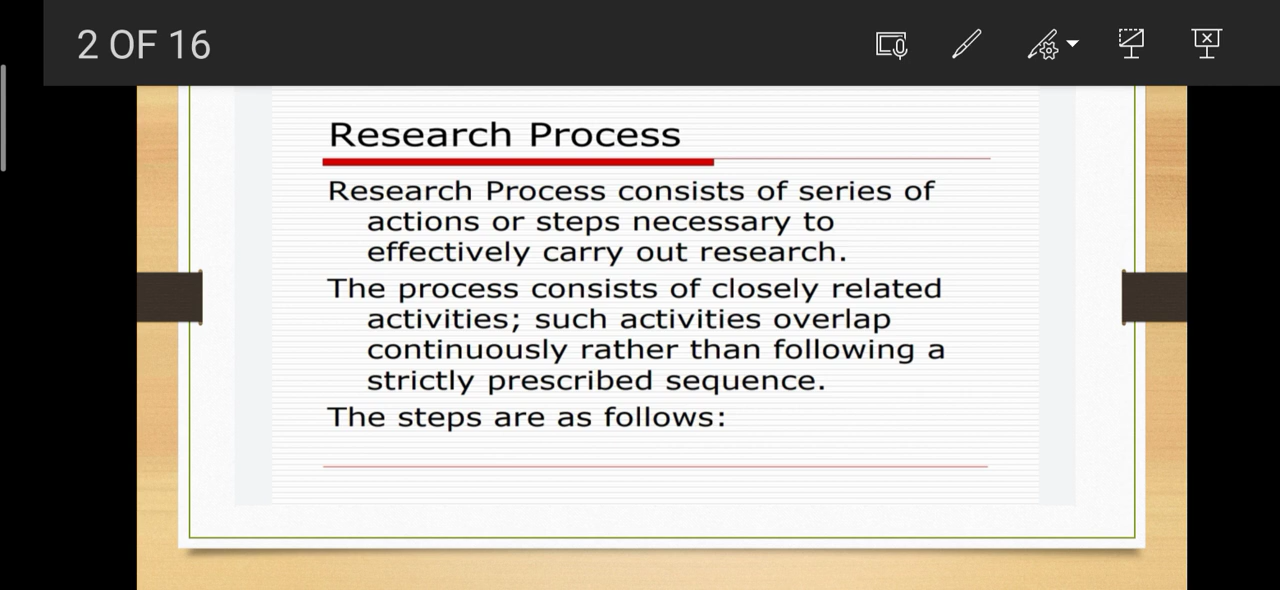 2 OF 16
Research Process
Research Process consists of series of
actions or steps necessary to
effectively carry out research.
The process consists of closely related
activities; such activities overlap
continuously rather than following a
strictly prescribed sequence.
The steps are as follows: